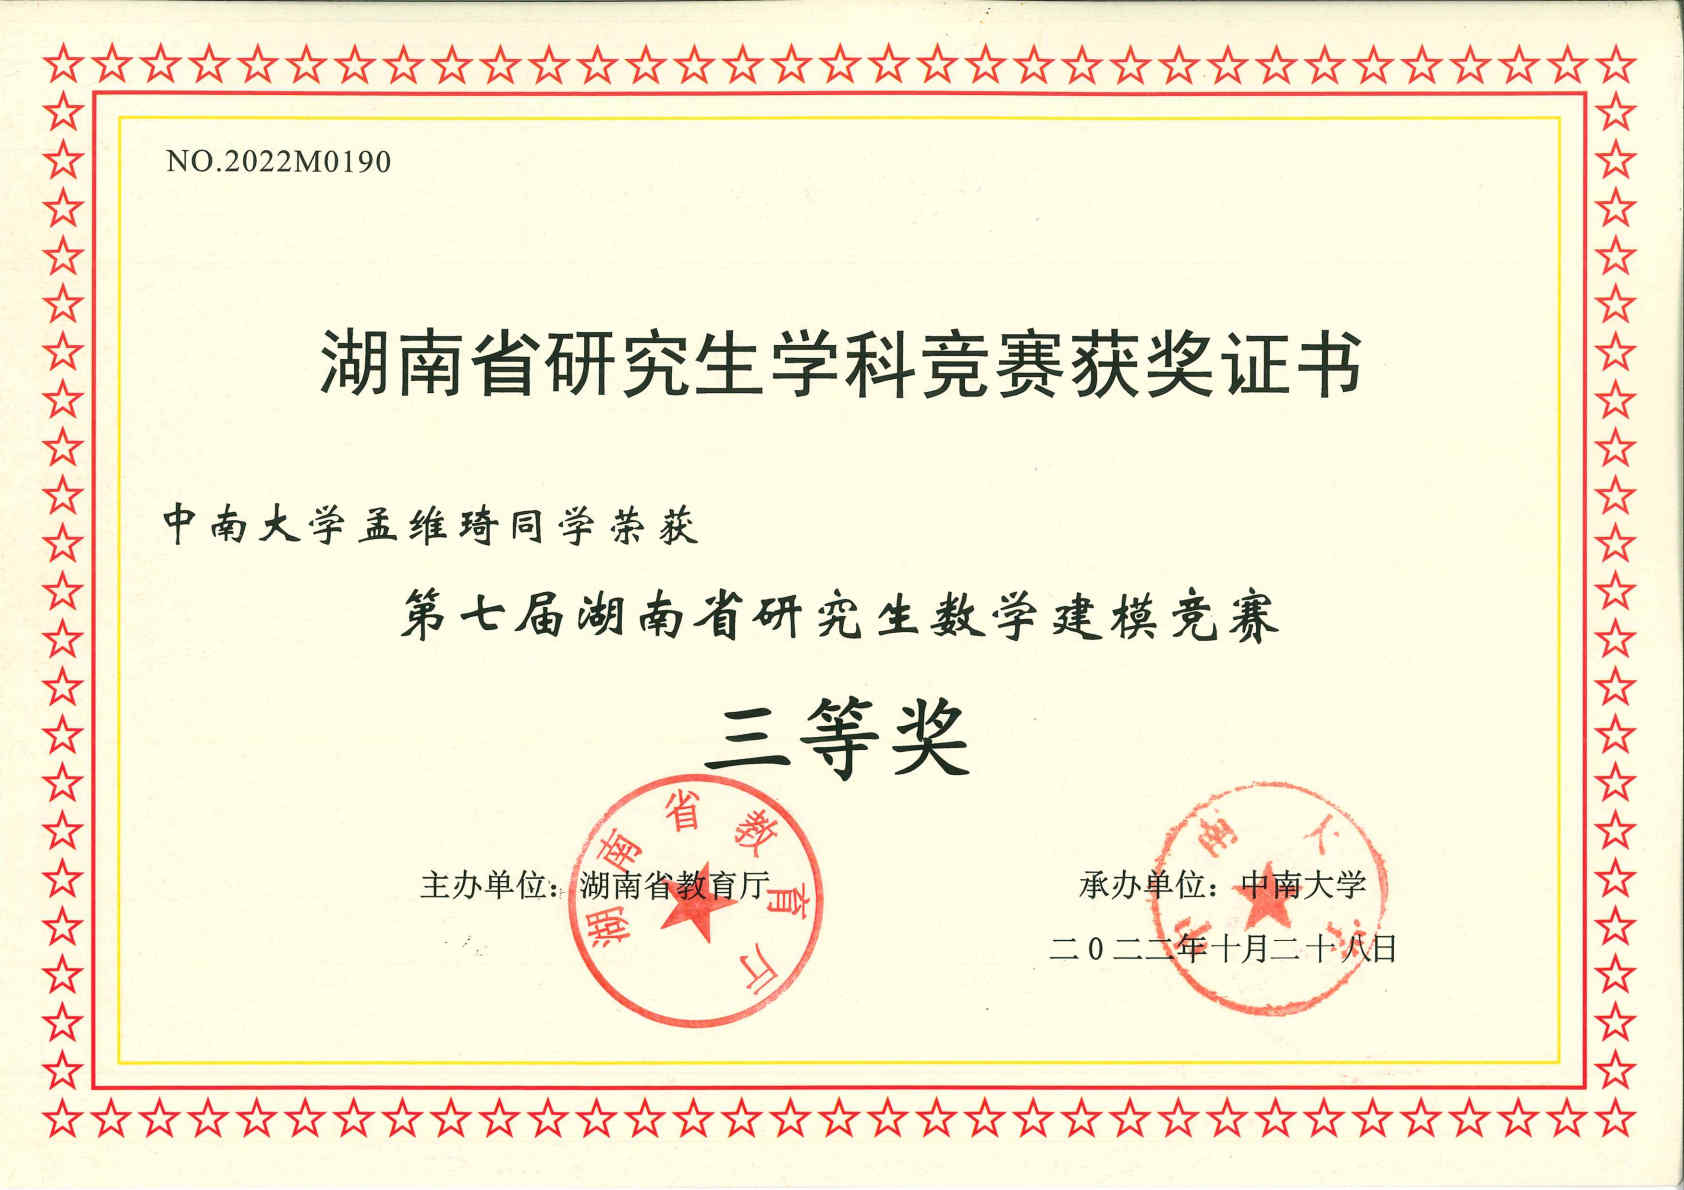 NO.2022M0190
湖南省研究生学科竞赛获奖证书
中南大学孟维琦同学荣获
第七届湖南省研究生数学建模竞赛
三等奖
湖南省教育厅
中南大学
主办单位：湖南省教育厅
承办单位：中南大学
二0二二年十月二十八日